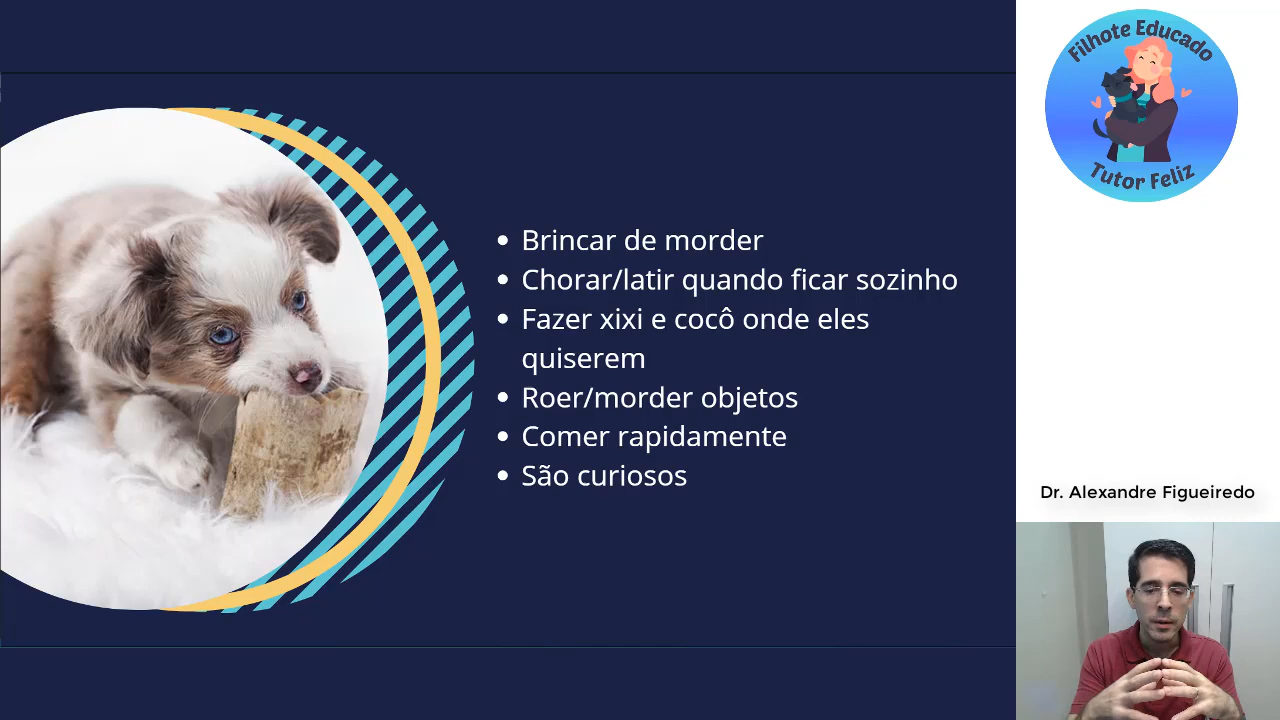 Filhote Educado
Tutor Feliz
Brincar de morder
Chorar/latir quando ficar sozinho
Fazer xixi e cocô onde eles
quiserem
Roer/morder objetos
Comer rapidamente
São curiosos
Dr. Alexandre Figueiredo